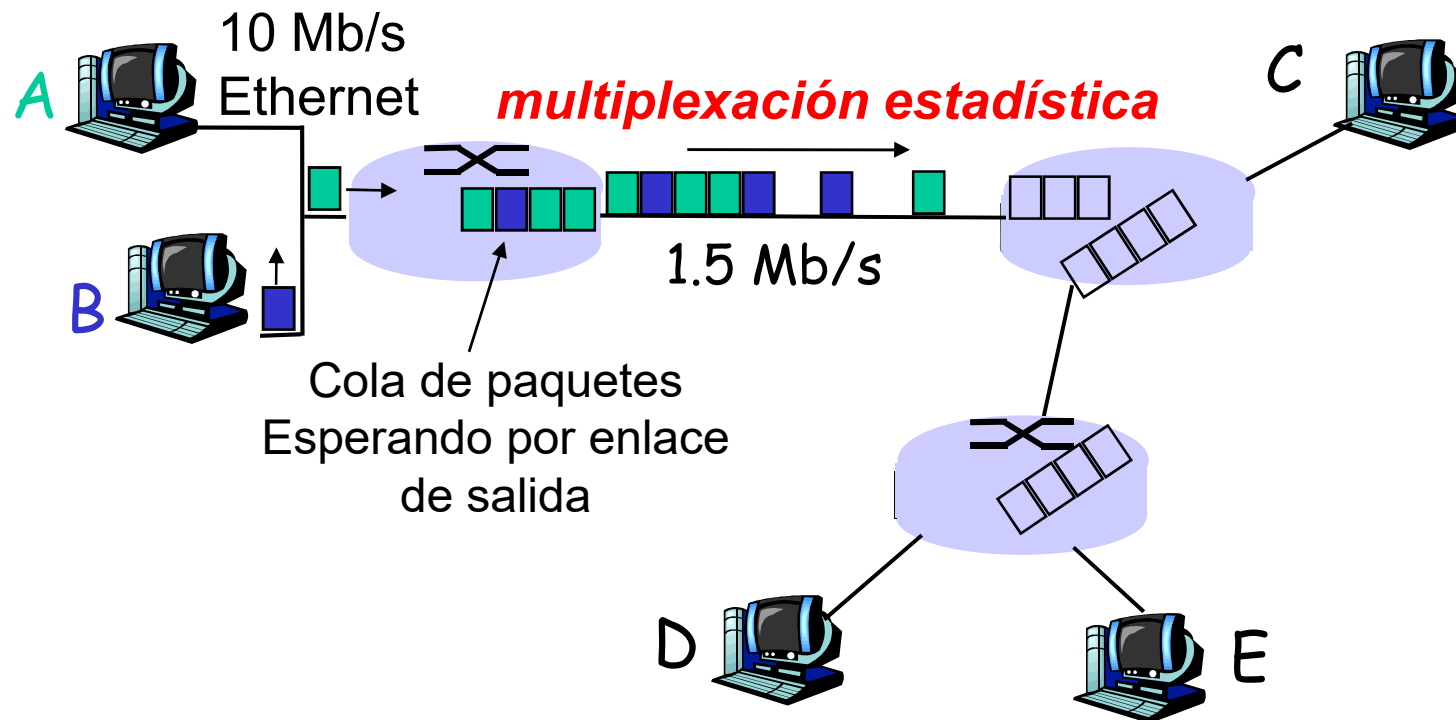 10 Mb/s
Ethernet
A
multiplexación estadística
C
B
1.5 Mb/s
Cola de paquetes
Esperando por enlace
de salida
D
E